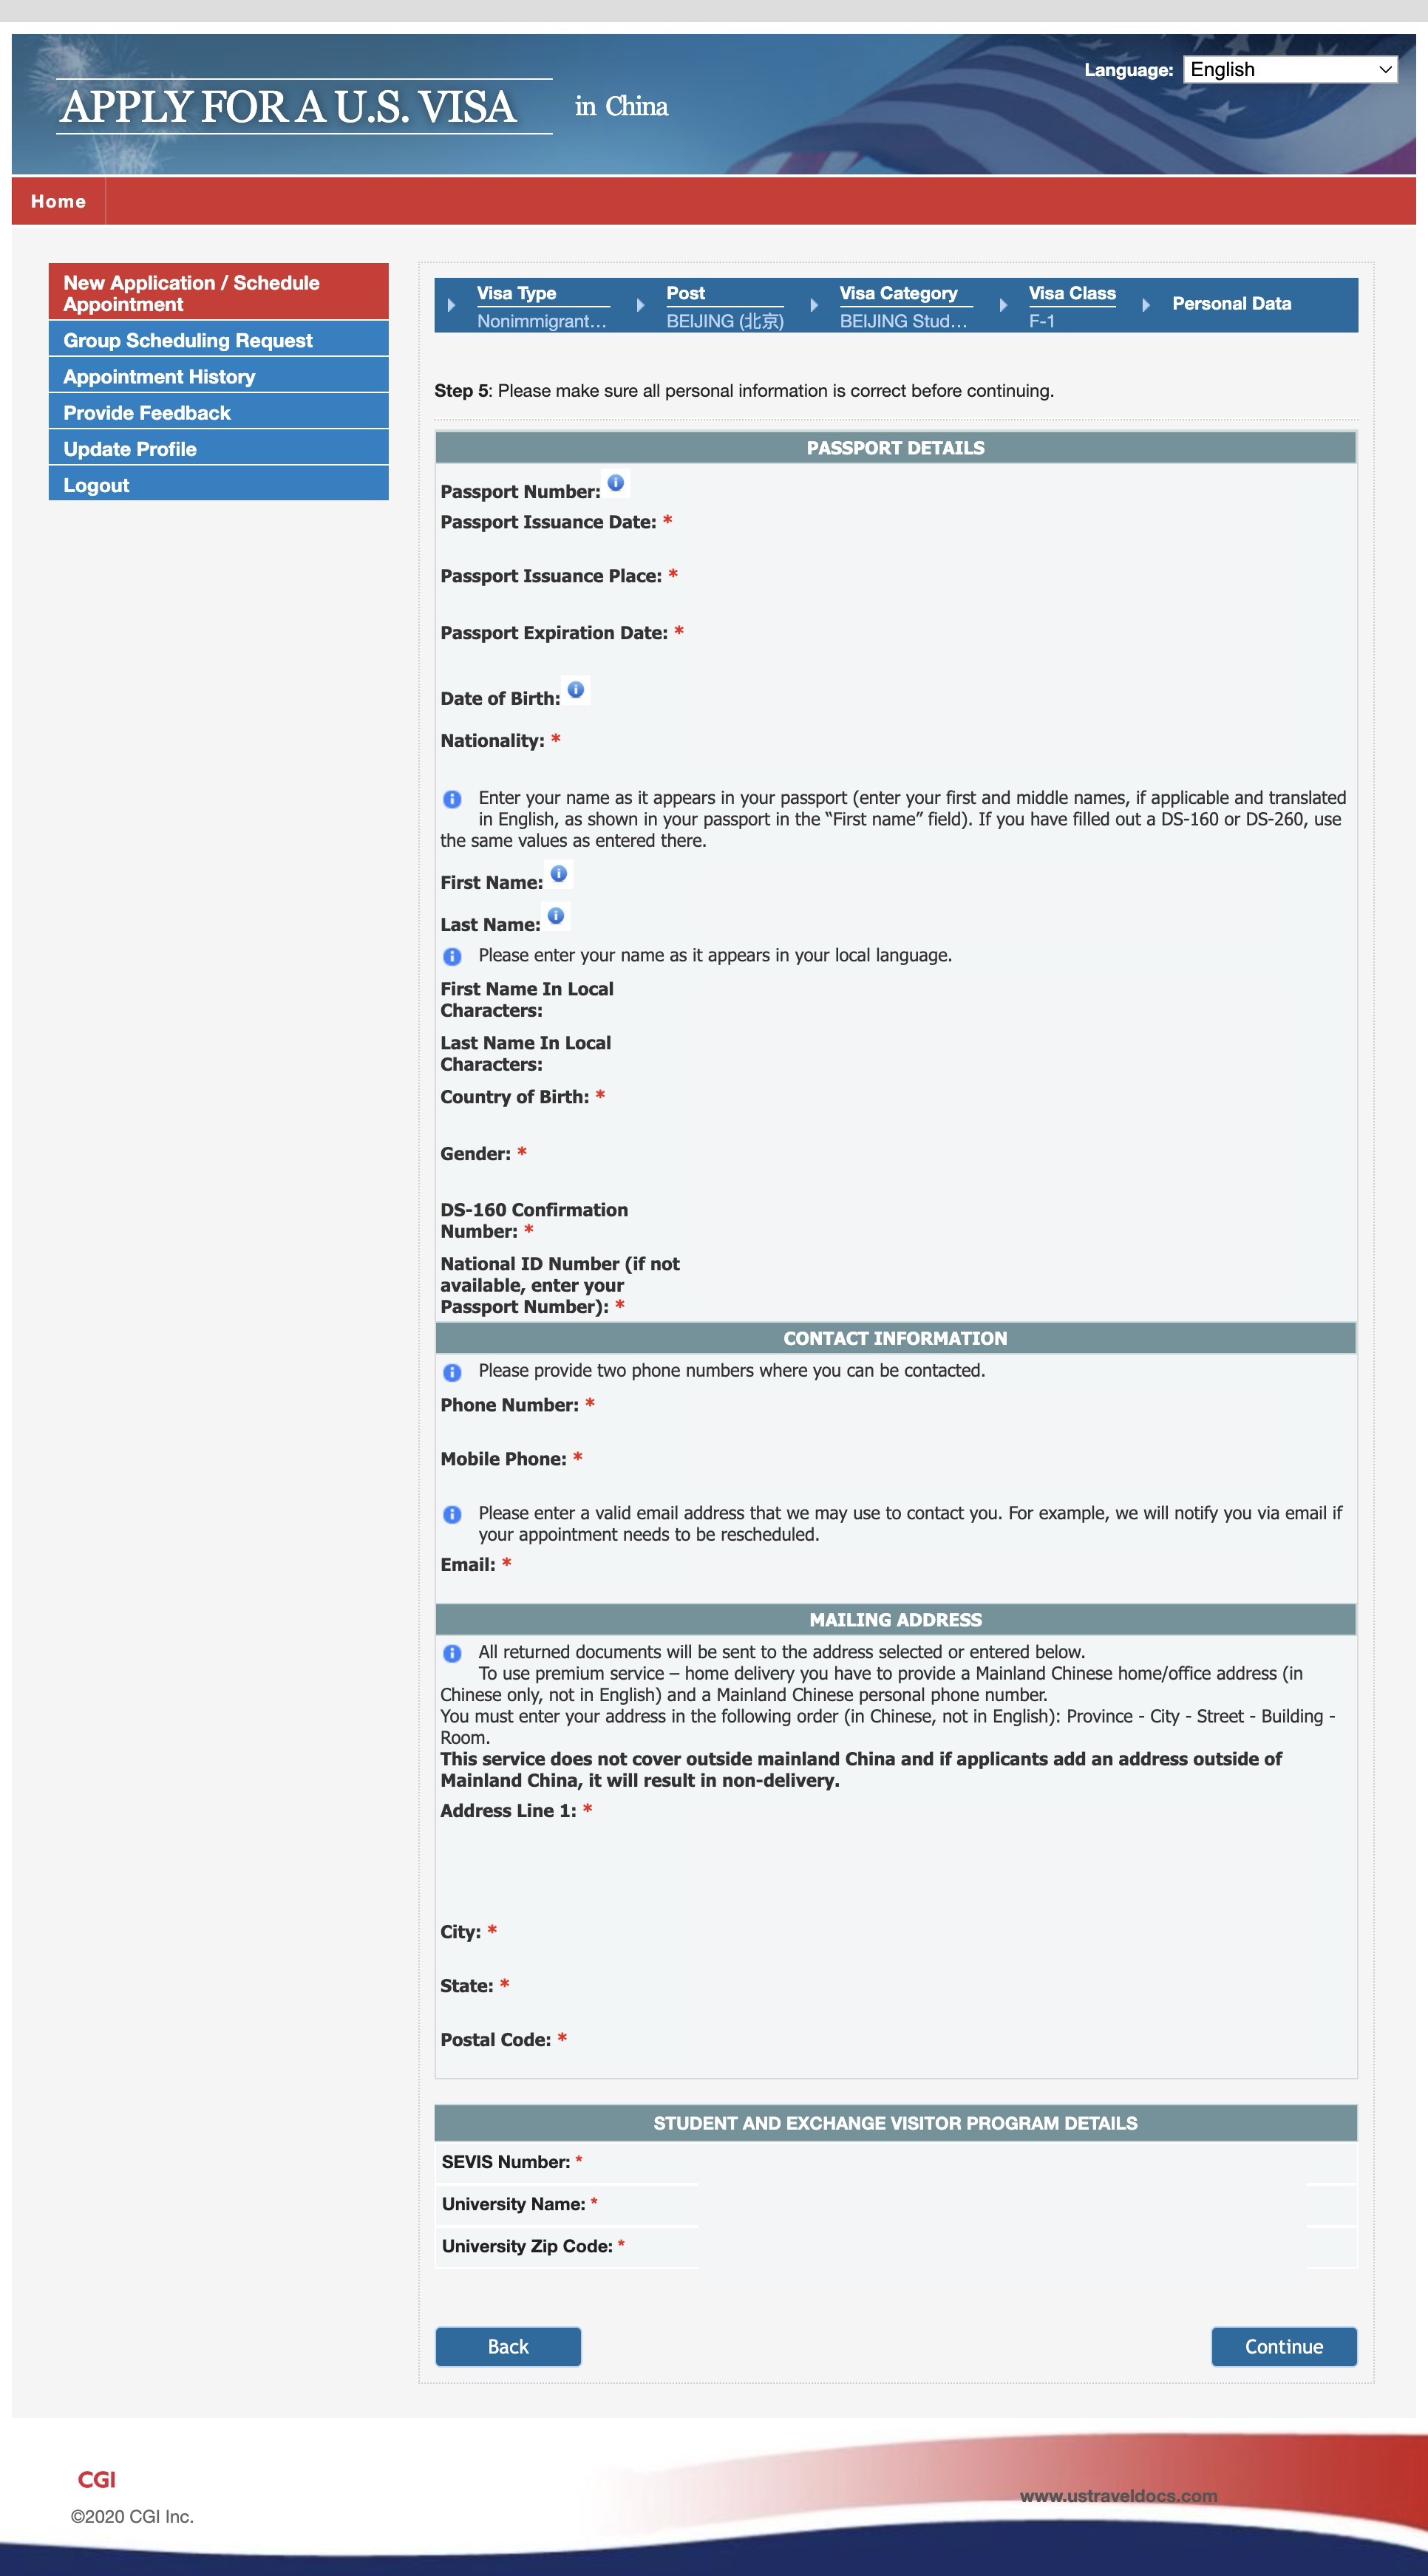 Language: English
APPLY FOR A U.S. VISA in China
Home
New Application / Schedule
Appointment
Group Scheduling Request
Appointment History
Provide Feedback
Update Profile
Logout
Visa Type Post Visa Category Visa Class Personal Data
Nonimmigrant... BEIJING (北京) BEIJING Stud... F-1
Step 5: Please make sure all personal information is correct before continuing.
PASSPORT DETAILS
Passport Number:
Passport Issuance Date: *
Passport Issuance Place: *
Passport Expiration Date: *
Date of Birth:
Nationality: *
Enter your name as it appears in your passport (enter your first and middle names, if applicable and translated
in English, as shown in your passport in the “First name” field). If you have filled out a DS-160 or DS-260, use
the same values as entered there.
First Name:
Last Name:
Please enter your name as it appears in your local language.
First Name In Local
Characters:
Last Name In Local
Characters:
Country of Birth: *
Gender: *
DS-160 Confirmation
Number: *
National ID Number (if not
available, enter your
Passport Number): *
CONTACT INFORMATION
Please provide two phone numbers where you can be contacted.
Phone Number: *
Mobile Phone: *
Please enter a valid email address that we may use to contact you. For example, we will notify you via email if
your appointment needs to be rescheduled.
Email: *
MAILING ADDRESS
All returned documents will be sent to the address selected or entered below.
To use premium service – home delivery you have to provide a Mainland Chinese home/office address (in
Chinese only, not in English) and a Mainland Chinese personal phone number.
You must enter your address in the following order (in Chinese, not in English): Province - City - Street - Building -
Room.
This service does not cover outside mainland China and if applicants add an address outside of
Mainland China, it will result in non-delivery.
Address Line 1: *
City: *
State: *
Postal Code: *
STUDENT AND EXCHANGE VISITOR PROGRAM DETAILS
SEVIS Number: *
University Name: *
University Zip Code: *
Back Continue
CGI
www.ustraveldocs.com
©2020 CGI Inc.